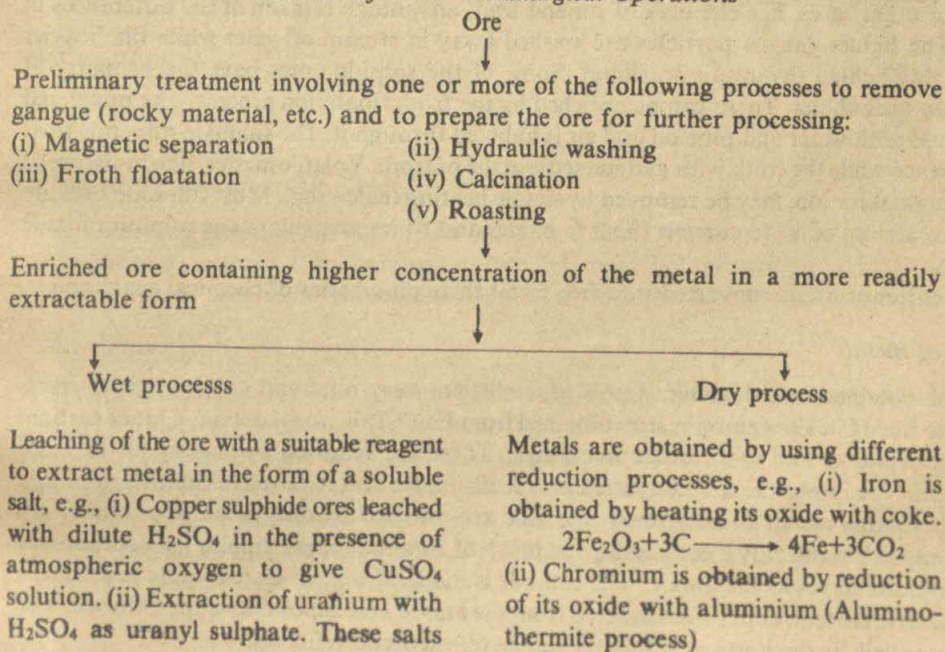 Ore
Preliminary treatment involving one or more of the following processes to remove
gangue (rocky material, etc.) and to prepare the ore for further processing:
(i) Magnetic separation (ii) Hydraulic washing
(iii) Froth floatation (iv) Calcination
(v) Roasting
Enriched ore containing higher concentration of the metal in a more readily
extractable form
Wet processs Dry process
Leaching of the ore with a suitable reagent
to extract metal in the form of a soluble
salt, e.g., (i) Copper sulphide ores leached
with dilute H₂SO₄ in the presence of
atmospheric oxygen to give CuSO₄
solution. (ii) Extraction of uranium with
H₂SO₄ as uranyl sulphate. These salts
Metals are obtained by using different
reduction processes, e.g., (i) Iron is
obtained by heating its oxide with coke.
2Fe₂O₃+3C⟶4Fe+3CO₂
(ii) Chromium is obtained by reduction
of its oxide with aluminium (Alumino-
thermite process)